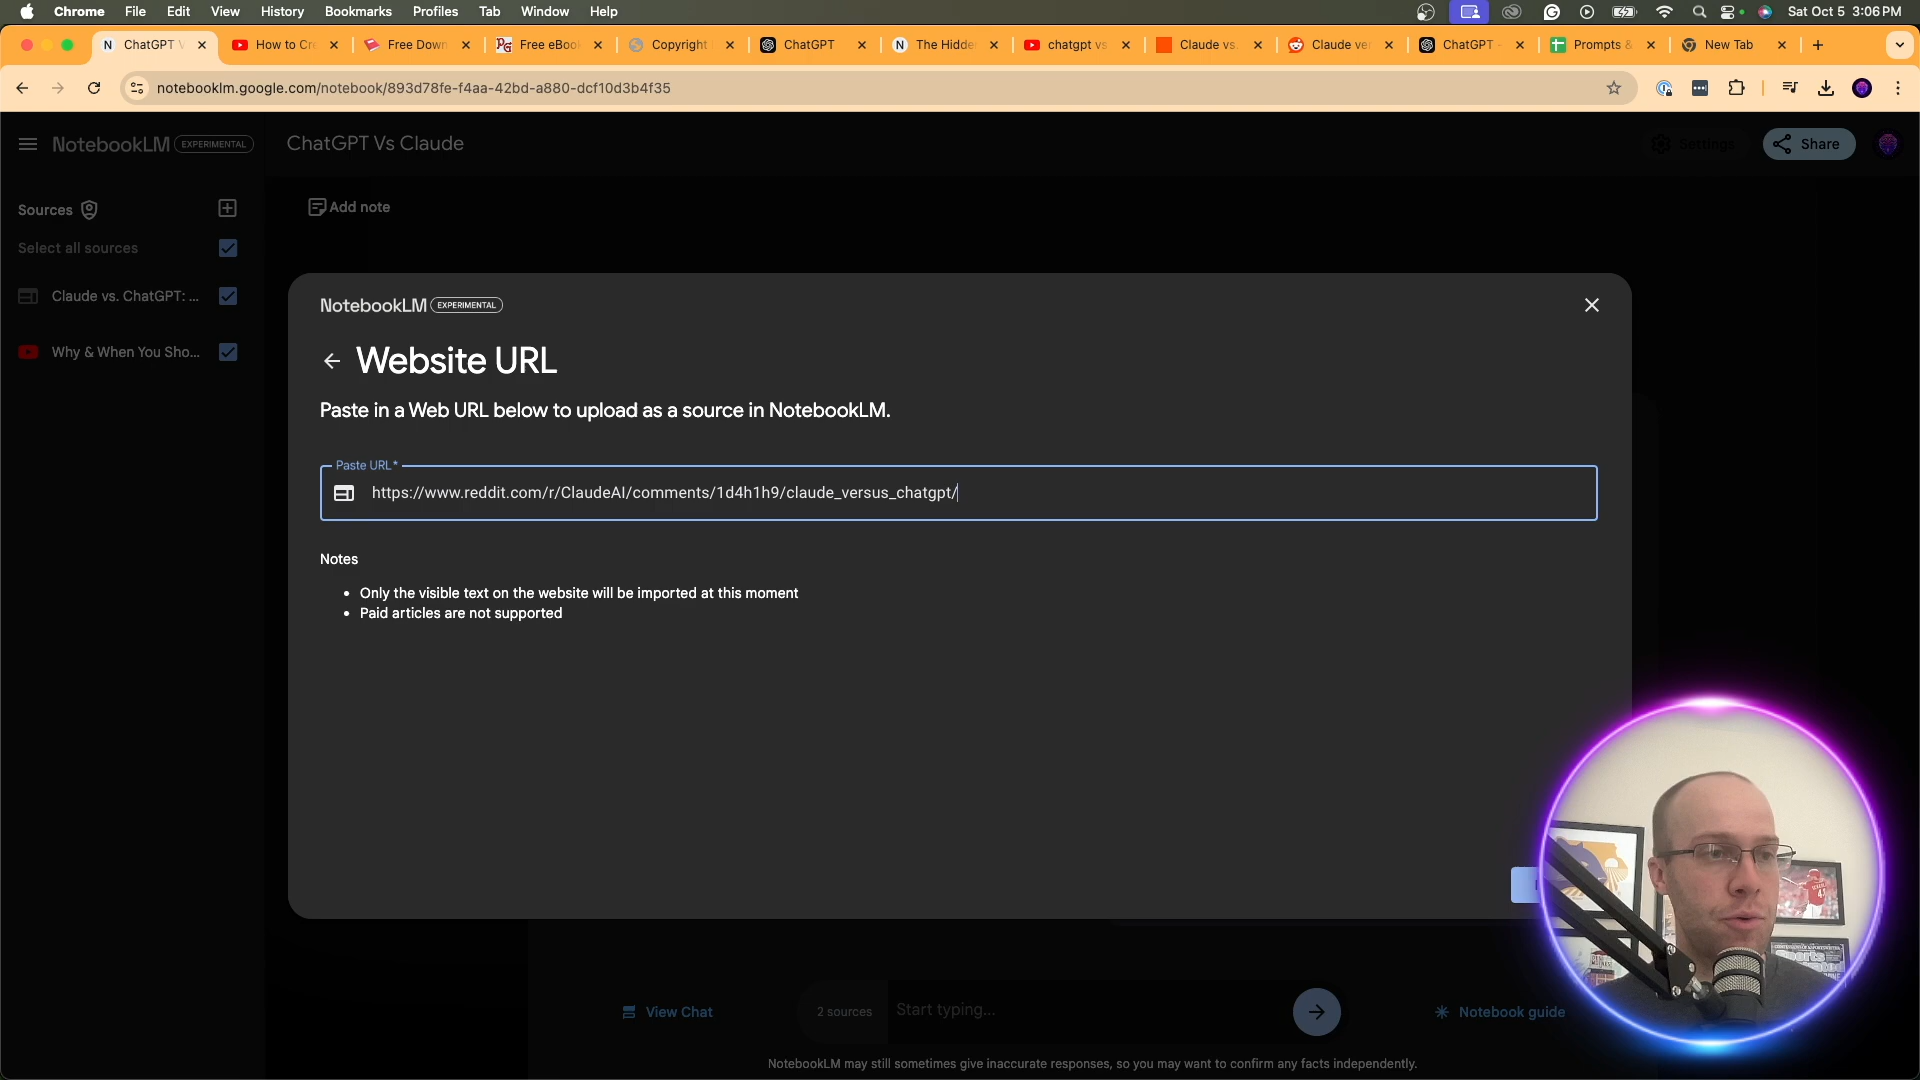 Chrome File Edit View History Bookmarks Profiles Tab Window Help Sat Oct 5 3:06 PM
ChatGPT V How to Cre Free Down Free eBook Copyright ChatGPT The Hidde chatgpt vs Claude vs. Claude ver ChatGPT - Prompts & New Tab
notebooklm.google.com/notebook/893d78fe-f4aa-42bd-a880-dcf10d3b4f35
NotebookLM EXPERIMENTAL ChatGPT Vs Claude Settings Share
Sources
Add note
Select all sources
Claude vs. ChatGPT: ...
Why & When You Sho...
NotebookLM EXPERIMENTAL
Website URL
Paste in a Web URL below to upload as a source in NotebookLM.
Paste URL*
https://www.reddit.com/r/ClaudeAI/comments/1d4h1h9/claude_versus_chatgpt/
Notes
• Only the visible text on the website will be imported at this moment
• Paid articles are not supported
View Chat 2 sources Start typing... Notebook guide
NotebookLM may still sometimes give inaccurate responses, so you may want to confirm any facts independently.